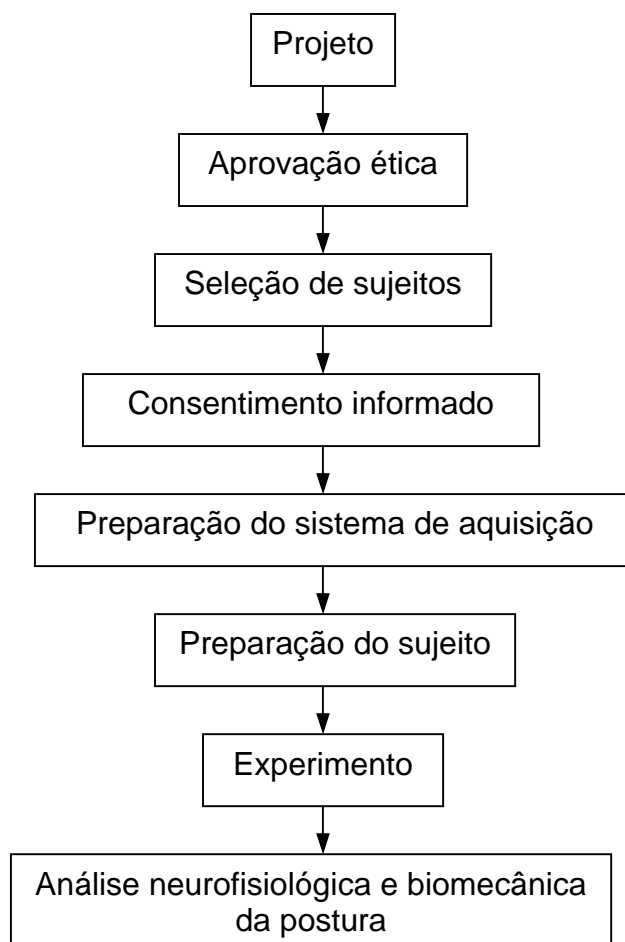 Projeto
Aprovação ética
Seleção de sujeitos
Consentimento informado
Preparação do sistema de aquisição
Preparação do sujeito
Experimento
Análise neurofisiológica e biomecânica
da postura